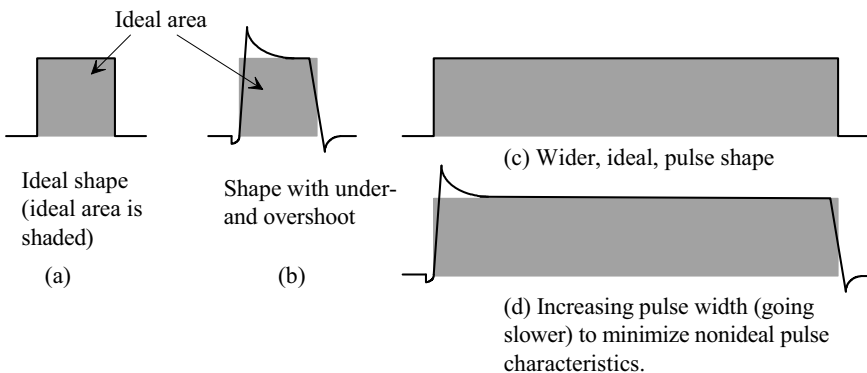 Ideal area
Ideal shape
(ideal area is
shaded)
(a)
Shape with under-
and overshoot
(b)
(c) Wider, ideal, pulse shape
(d) Increasing pulse width (going
slower) to minimize nonideal pulse
characteristics.